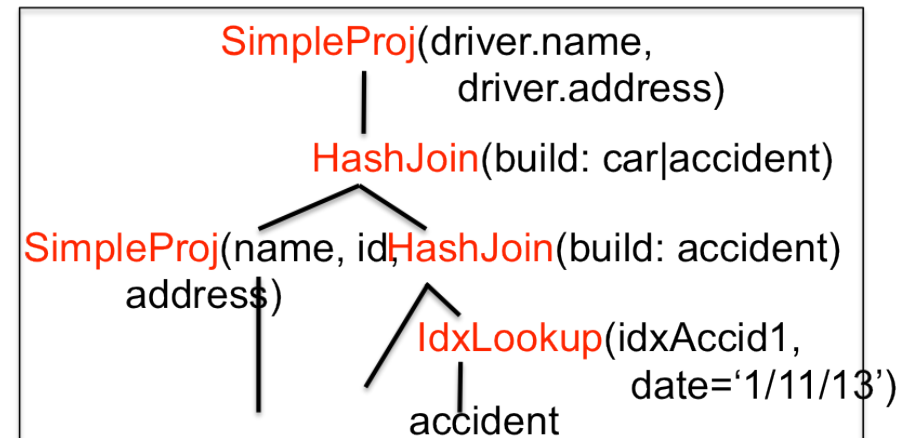 SimpleProj(driver.name,
driver.address)
HashJoin(build: car|accident)
SimpleProj(name, id,
address)
HashJoin(build: accident)
IdxLookup(idxAccid1,
date=‘1/11/13’)
accident